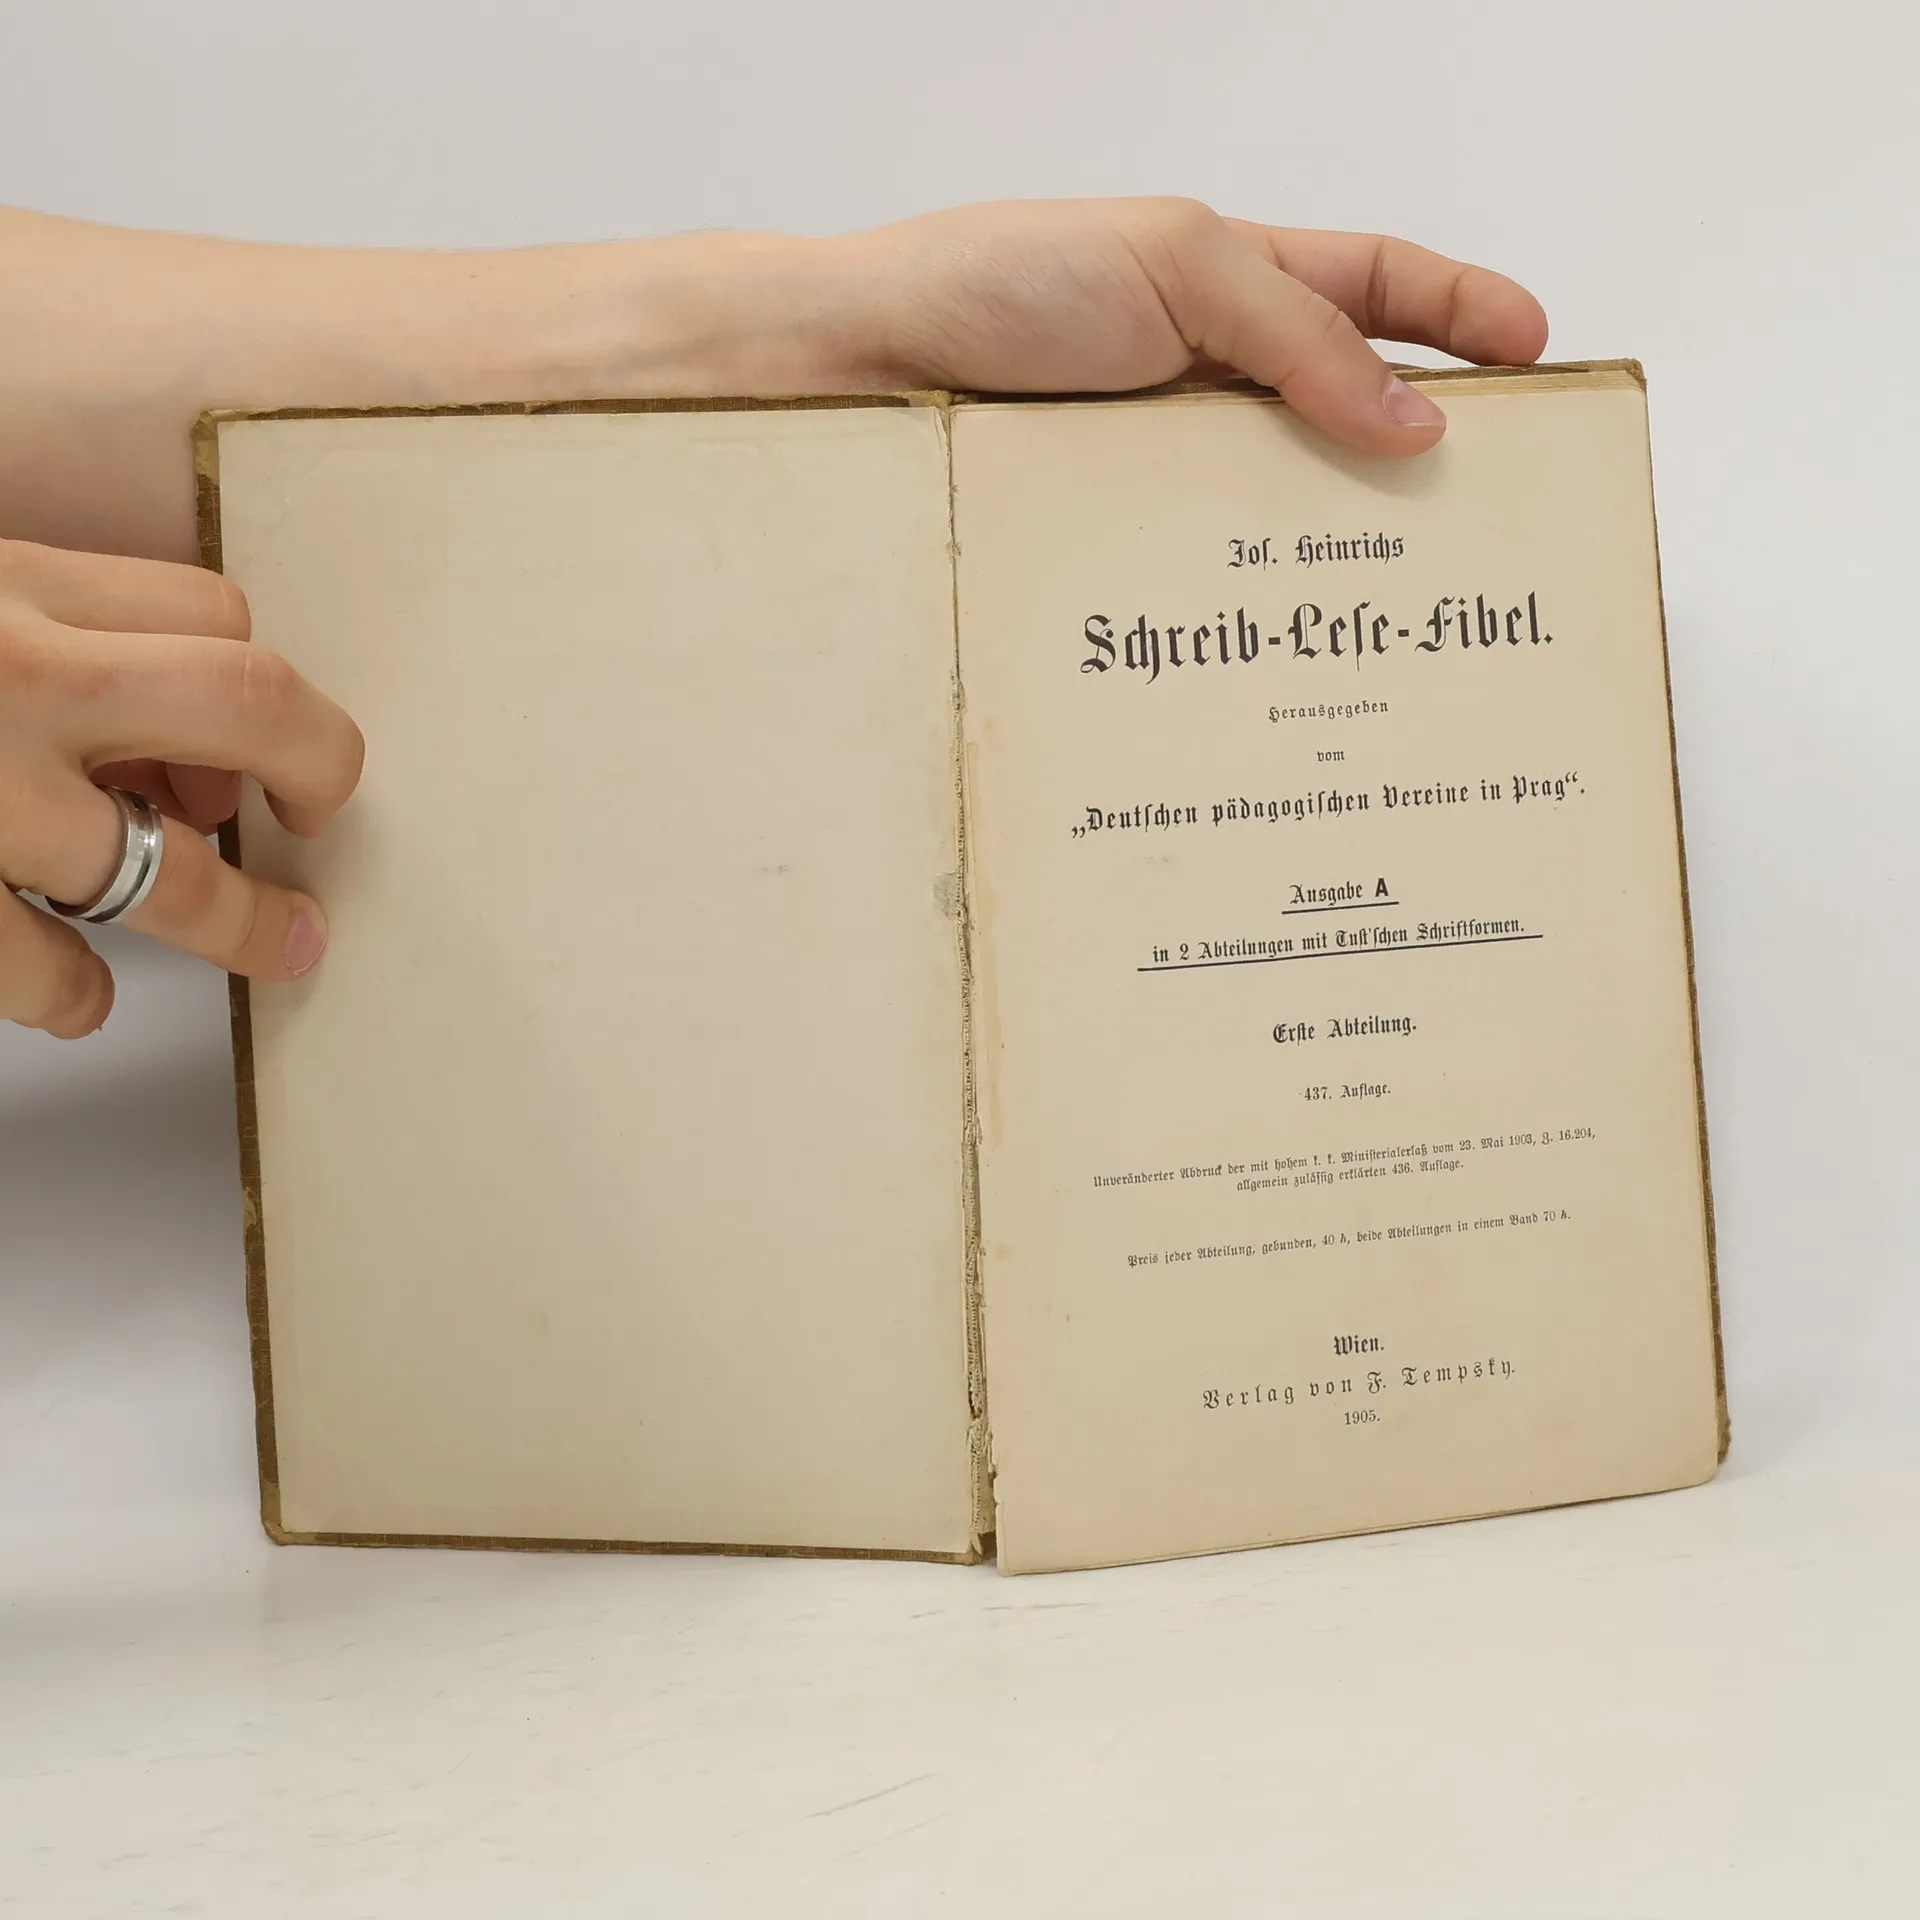 Joſ. Heinrichs
Schreib-Leſe-Fibel.
Herausgegeben
vom
„Deutſchen pädagogiſchen Vereine in Prag“.
Ausgabe A
in 2 Abteilungen mit Tuſt'ſchen Schriftformen.
Erſte Abteilung.
437. Auflage.
Unveränderter Abdruck der mit hohem k. k. Miniſterialerlaß vom 23. Mai 1903, Z. 16.204,
allgemein zuläſſig erklärten 436. Auflage.
Preis jeder Abteilung, gebunden, 40 h, beide Abteilungen in einem Band 70 h.
Wien.
Verlag von F. Tempsky.
1905.